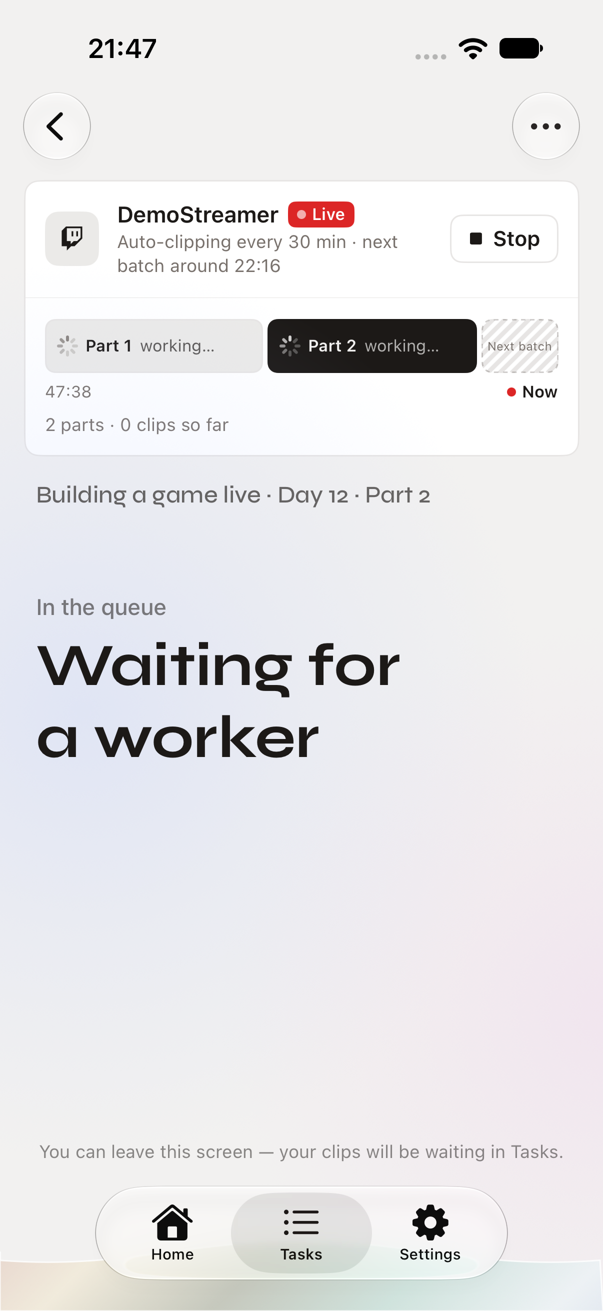 21:47
DemoStreamer
Live
Auto-clipping every 30 min · next
batch around 22:16
Stop
Part 1 working...
Part 2 working...
Next batch
47:38
Now
2 parts · 0 clips so far
Building a game live · Day 12 · Part 2
In the queue
Waiting for
a worker
You can leave this screen — your clips will be waiting in Tasks.
Home
Tasks
Settings